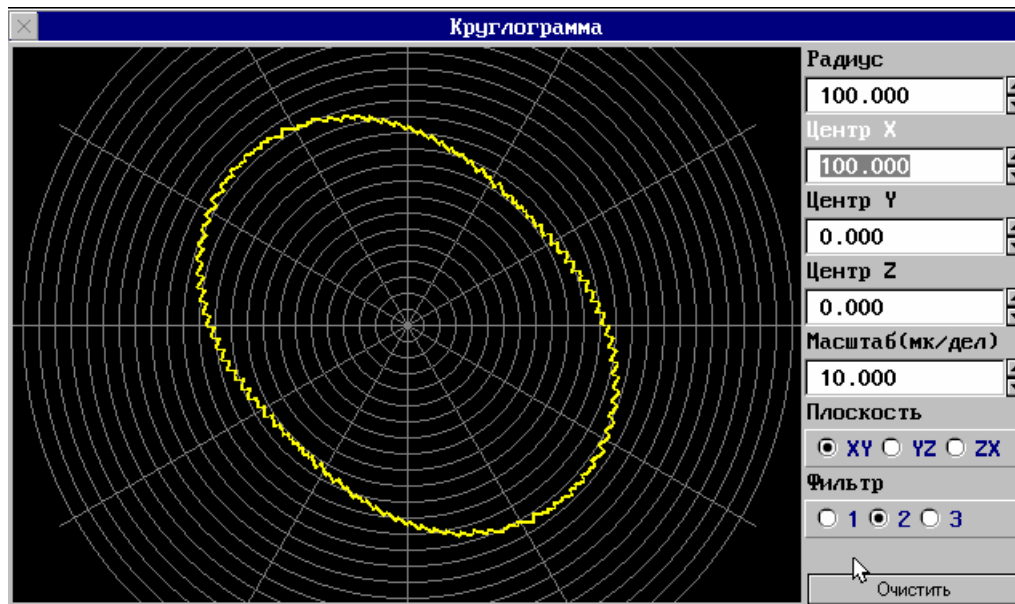 Круглограмма
Радиус
100.000
Центр X
100.000
Центр Y
0.000
Центр Z
0.000
Масштаб(мк/дел)
10.000
Плоскость
XY YZ ZX
Фильтр
1 2 3
Очистить